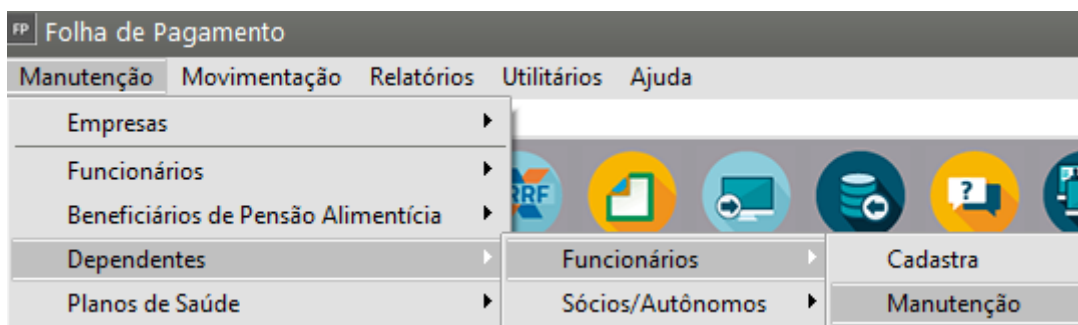 FP Folha de Pagamento
Manutenção Movimentação Relatórios Utilitários Ajuda
Empresas
Funcionários
RRF
?
Beneficiários de Pensão Alimentícia
Dependentes Funcionários Cadastra
Planos de Saúde Sócios/Autônomos Manutenção